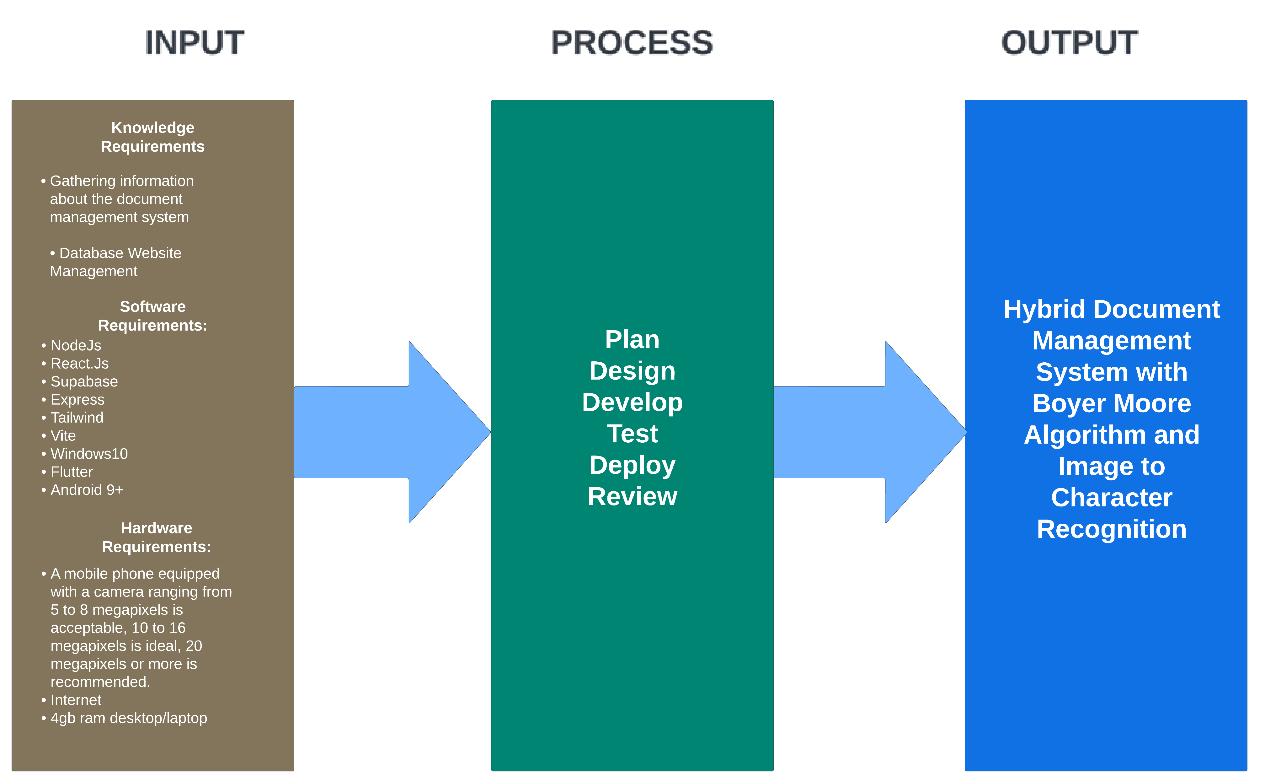 INPUT
PROCESS
OUTPUT
Knowledge
Requirements
• Gathering information
about the document
management system
• Database Website
Management
Software
Requirements:
• NodeJs
• React.Js
• Supabase
• Express
• Tailwind
• Vite
• Windows10
• Flutter
• Android 9+
Hardware
Requirements:
• A mobile phone equipped
with a camera ranging from
5 to 8 megapixels is
acceptable, 10 to 16
megapixels is ideal, 20
megapixels or more is
recommended.
• Internet
• 4gb ram desktop/laptop
Plan
Design
Develop
Test
Deploy
Review
Hybrid Document
Management
System with
Boyer Moore
Algorithm and
Image to
Character
Recognition